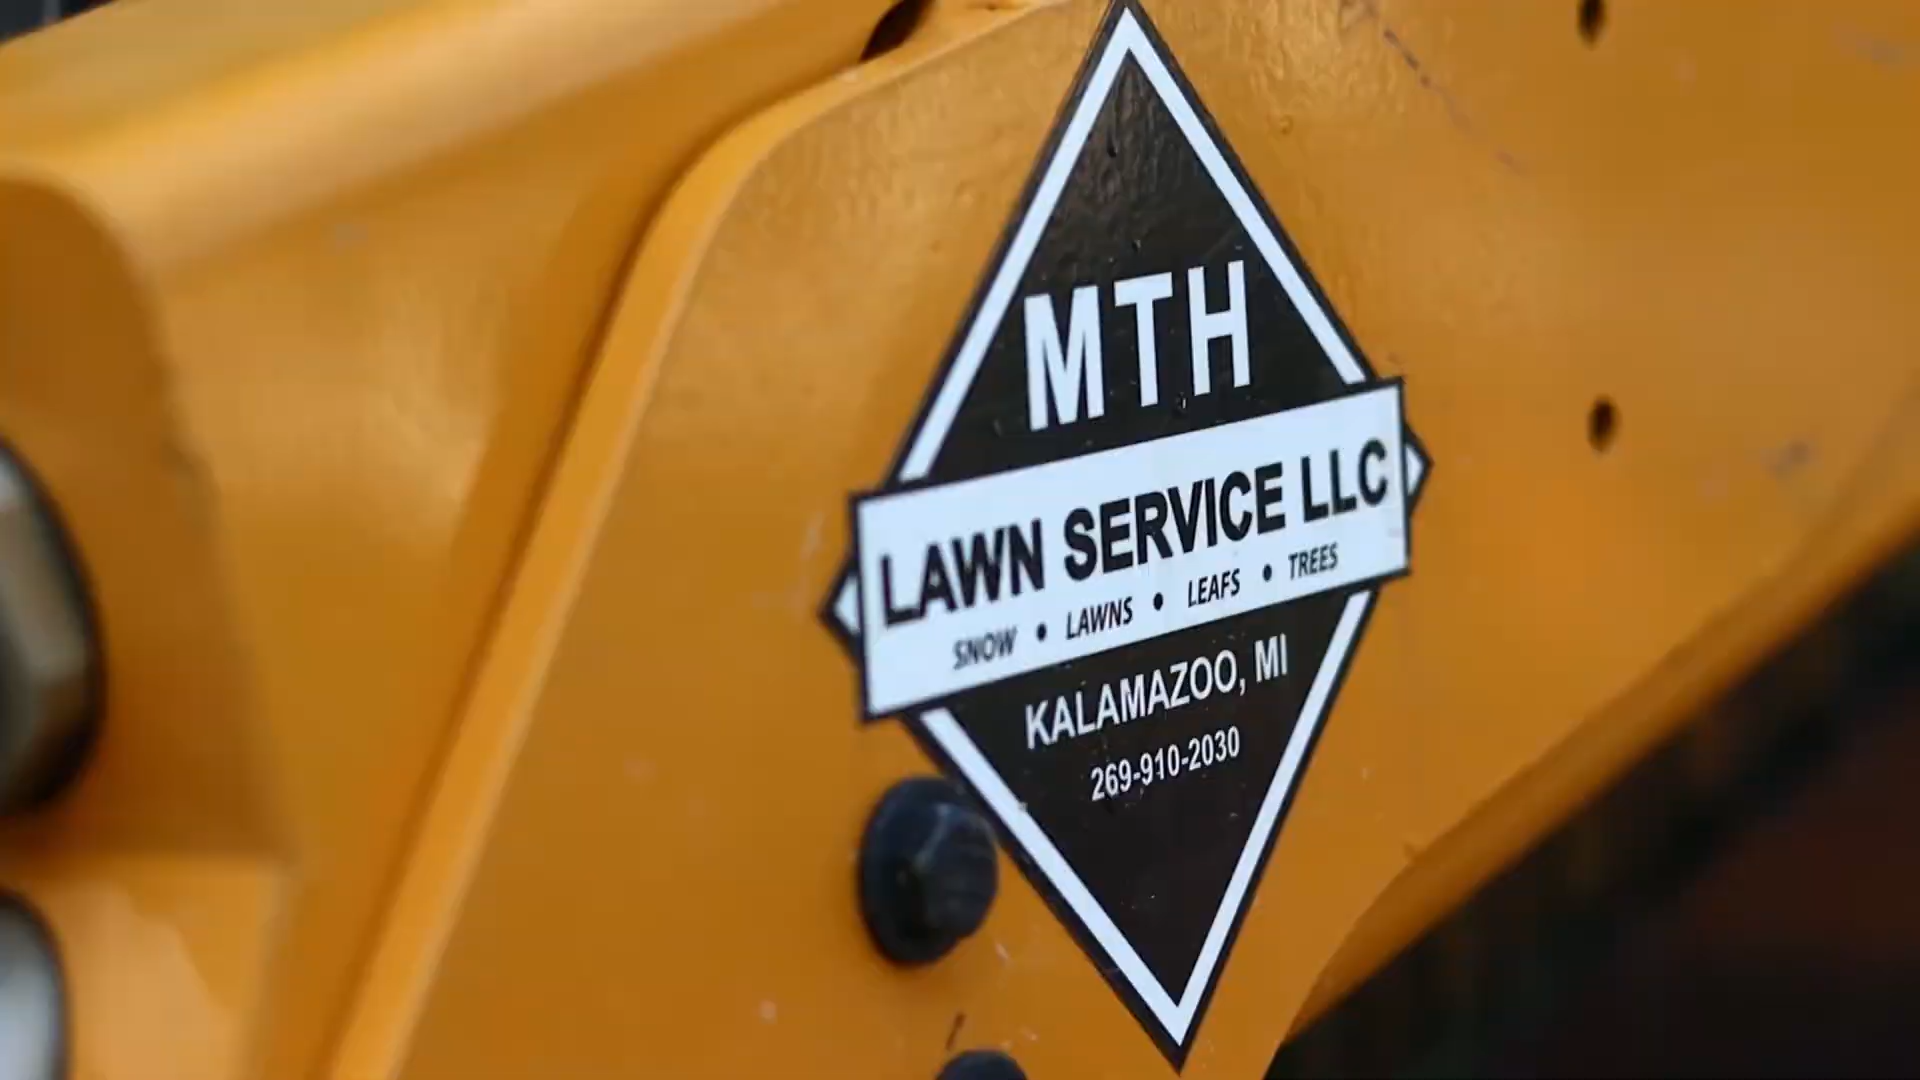 MTH
LAWN SERVICE LLC
SNOW • LAWNS • LEAFS • TREES
KALAMAZOO, MI
269-910-2030